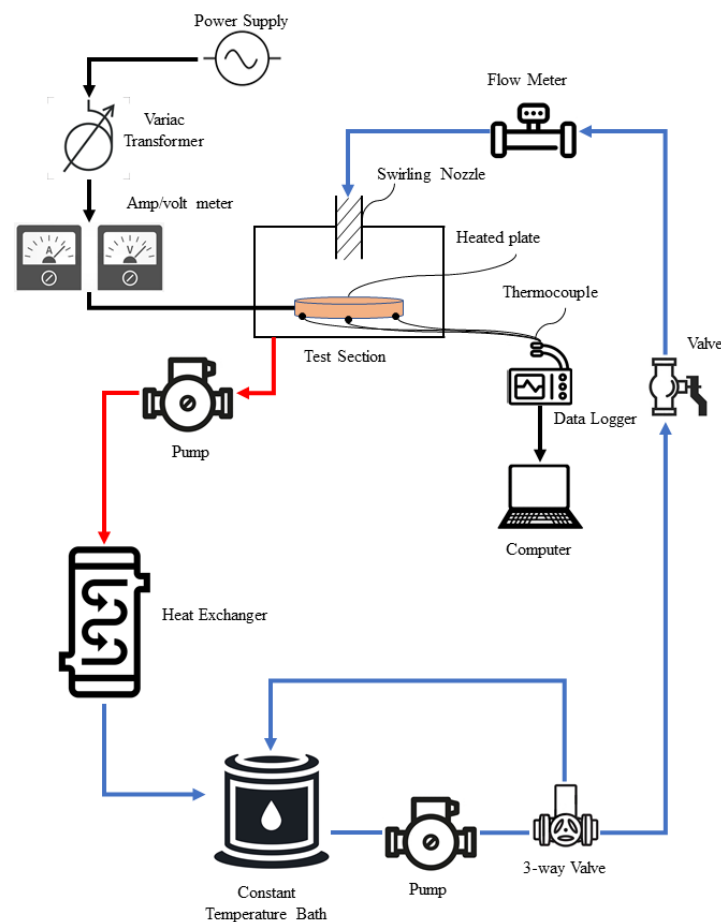 Power Supply
Flow Meter
Variac
Transformer
Swirling Nozzle
Amp/volt meter
Heated plate
A
V
Thermocouple
Test Section
Valve
Data Logger
Pump
Computer
Heat Exchanger
3-way Valve
Pump
Constant
Temperature Bath